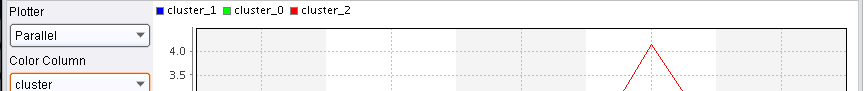 Plotter
Parallel
Color Column
cluster
cluster_1 cluster_0 cluster_2
4.0
3.5